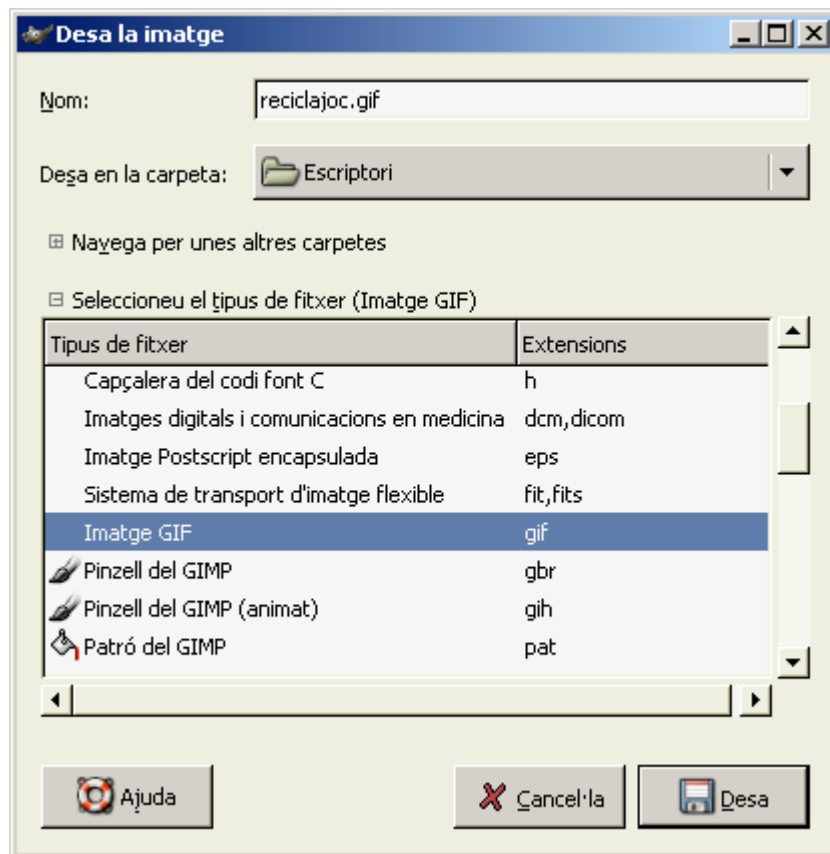 Desa la imatge
Nom: reciclajoc.gif
Desa en la carpeta: Escriptori
Navega per unes altres carpetes
Seleccioneu el tipus de fitxer (Imatge GIF)
Tipus de fitxer Extensions
Capçalera del codi font C h
Imatges digitals i comunicacions en medicina dcm,dicom
Imatge Postscript encapsulada eps
Sistema de transport d'imatge flexible fit,fits
Imatge GIF gif
Pinzell del GIMP gbr
Pinzell del GIMP (animat) gih
Patró del GIMP pat
Ajuda Cancel·la Desa